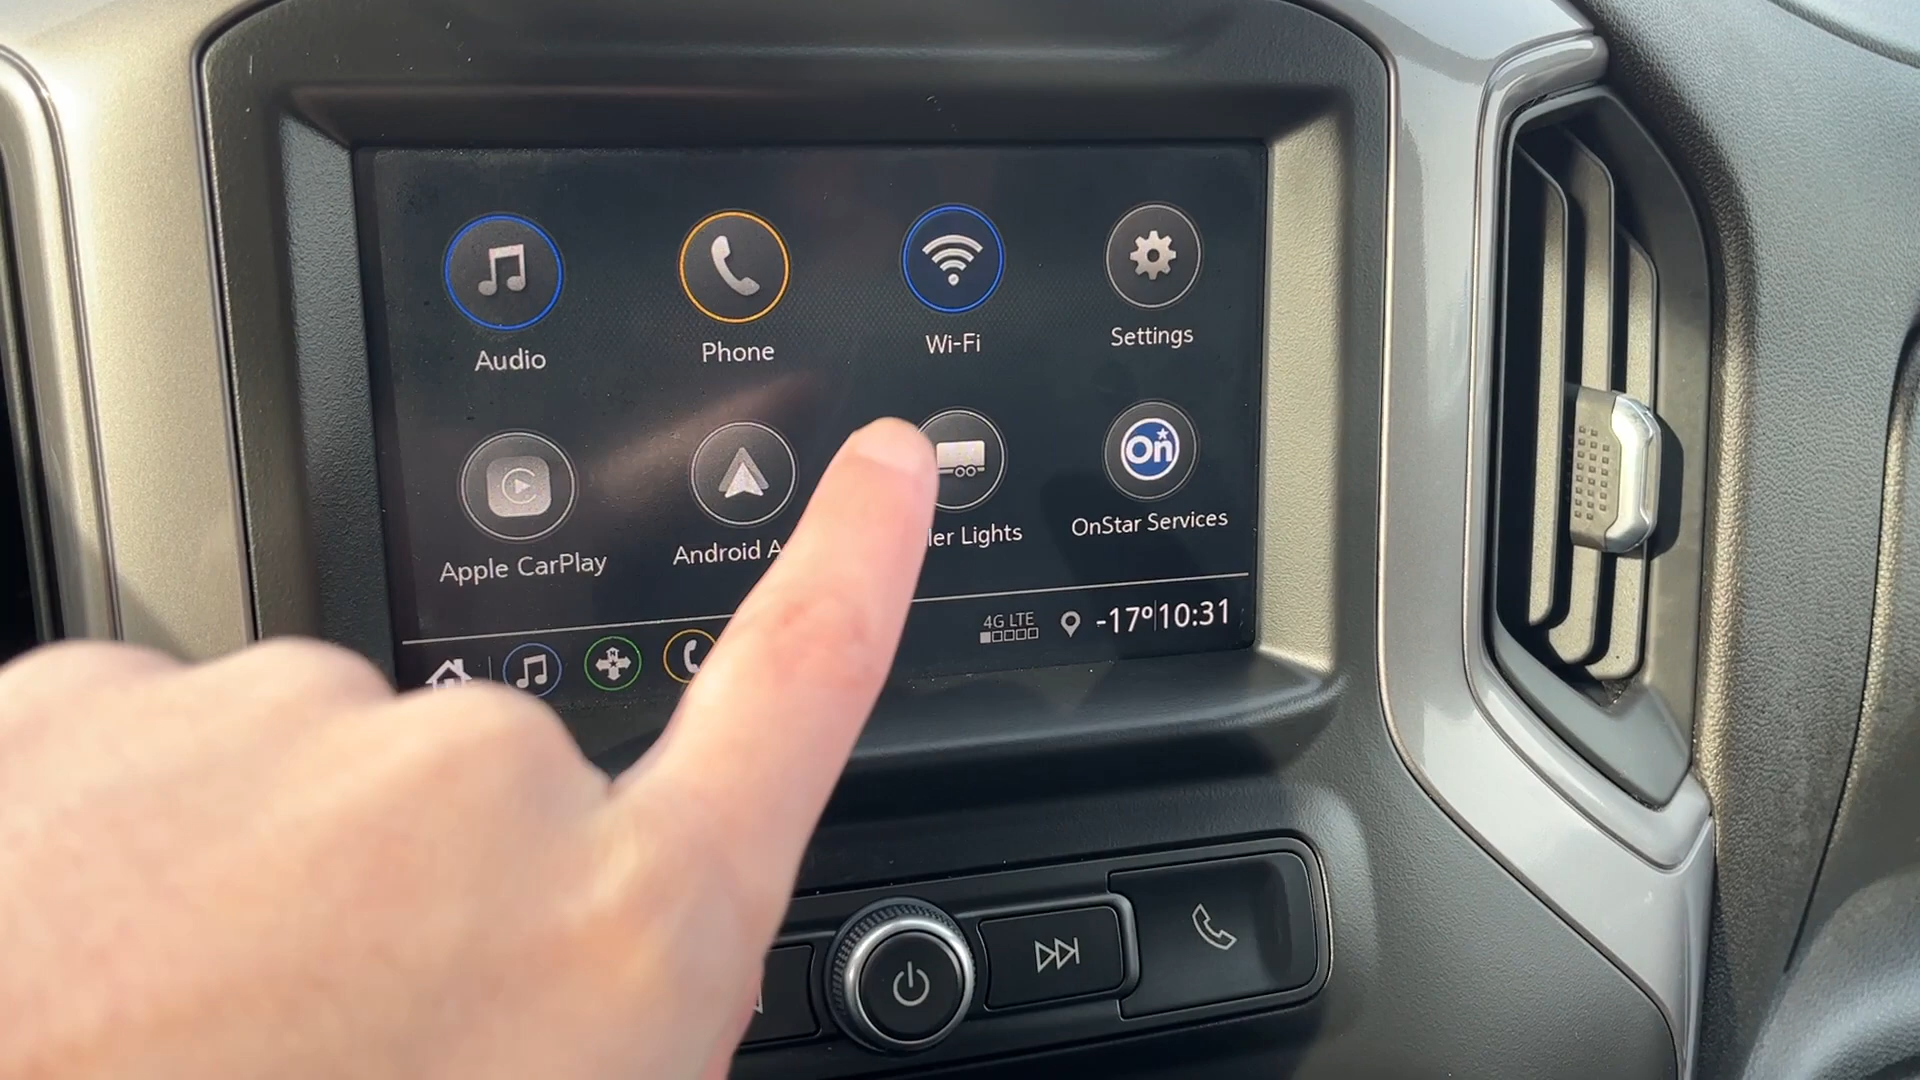 Audio
Phone
Wi-Fi
Settings
Apple CarPlay
Android A
ler Lights
On
OnStar Services
4G LTE
-17° 10:31
N